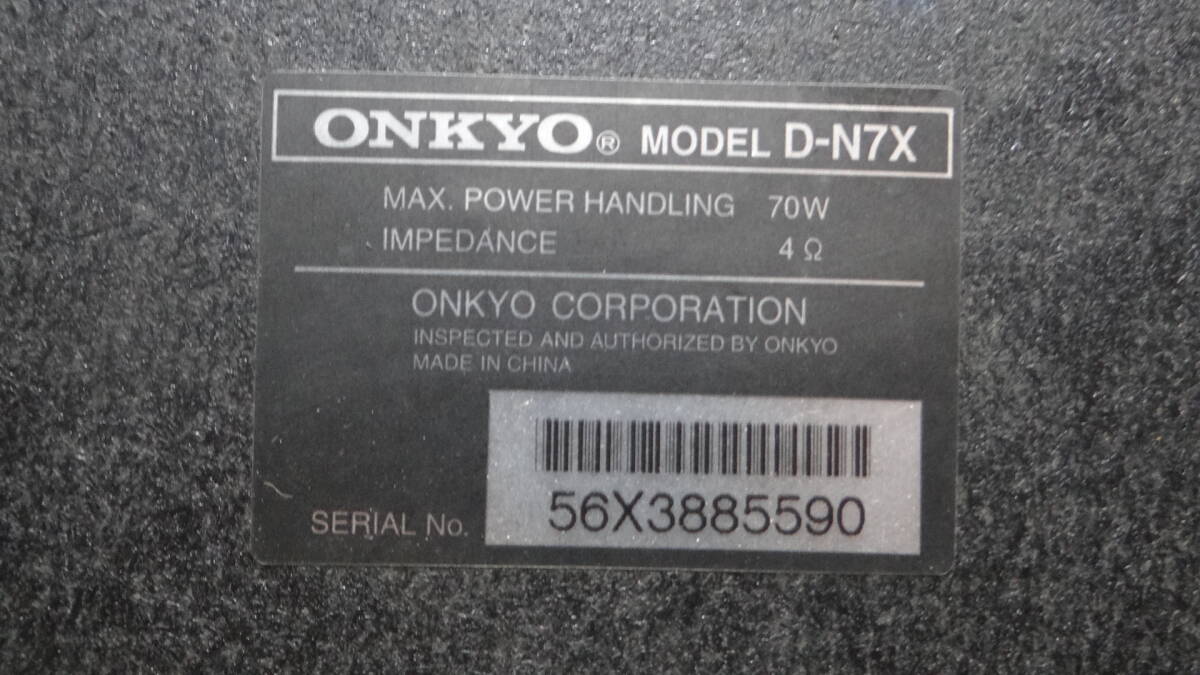 ONKYO® MODEL D-N7X
MAX. POWER HANDLING 70W
IMPEDANCE 4 Ω
ONKYO CORPORATION
INSPECTED AND AUTHORIZED BY ONKYO
MADE IN CHINA
SERIAL No. 56X3885590